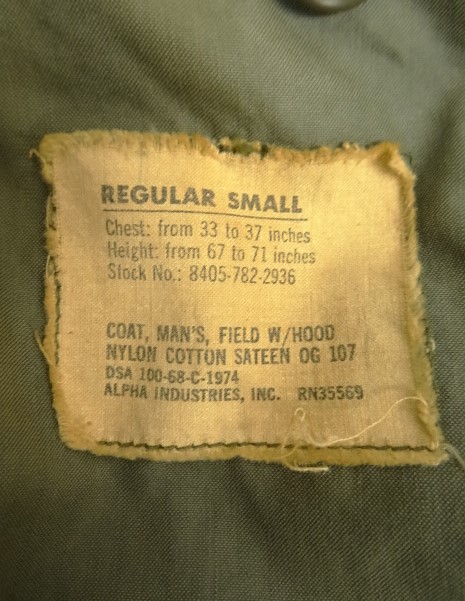 REGULAR SMALL
Chest: from 33 to 37 inches
Height: from 67 to 71 inches
Stock No.: 8405-782-2936
COAT, MAN'S, FIELD W/HOOD
NYLON COTTON SATEEN OG 107
DSA 100-68-C-1974
ALPHA INDUSTRIES, INC. RN35569